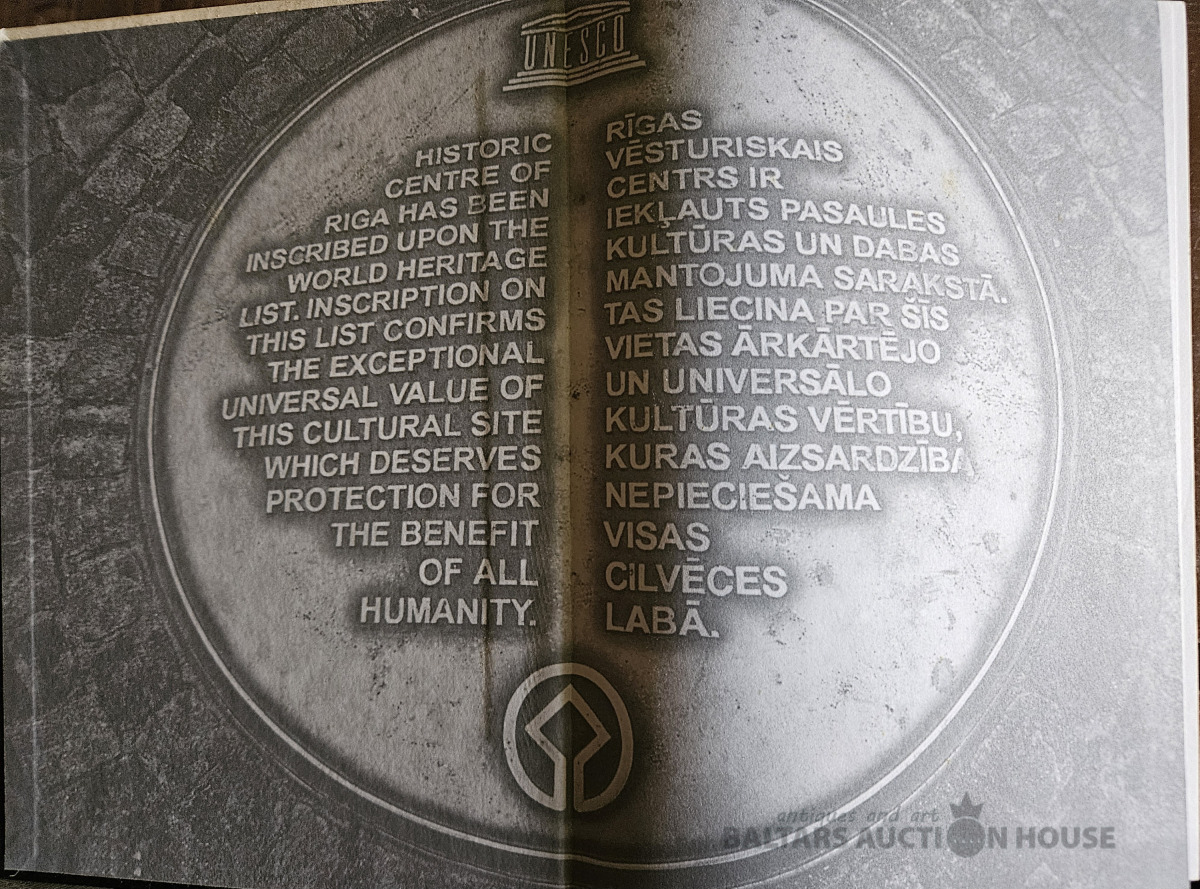 UNESCO
HISTORIC
CENTRE OF
RIGA HAS BEEN
INSCRIBED UPON THE
WORLD HERITAGE
LIST. INSCRIPTION ON
THIS LIST CONFIRMS
THE EXCEPTIONAL
UNIVERSAL VALUE OF
THIS CULTURAL SITE
WHICH DESERVES
PROTECTION FOR
THE BENEFIT
OF ALL
HUMANITY.
RĪGAS
VĒSTURISKAIS
CENTRS IR
IEKĻAUTS PASAULES
KULTŪRAS UN DABAS
MANTOJUMA SARAKSTĀ.
TAS LIECINA PAR ŠĪS
VIETAS ĀRKĀRTĒJO
UN UNIVERSĀLO
KULTŪRAS VĒRTĪBU,
KURAS AIZSARDZĪBA
NEPIECIEŠAMA
VISAS
CILVĒCES
LABĀ.
antiques and art
BALTARS AUCTION HOUSE